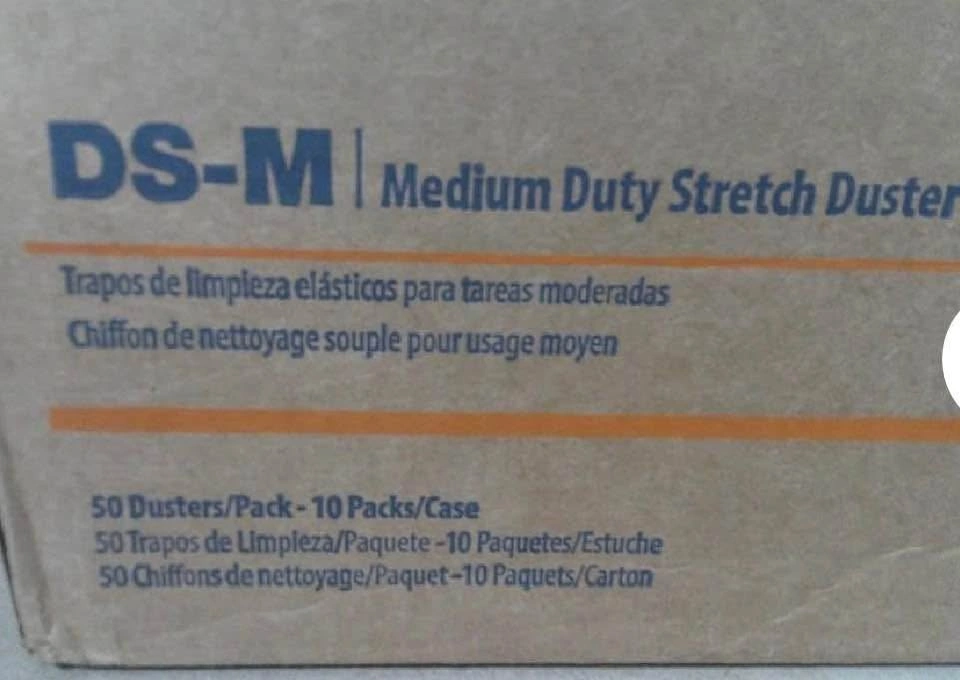 DS-M | Medium Duty Stretch Duster
Trapos de limpieza elásticos para tareas moderadas
Chiffon de nettoyage souple pour usage moyen
50 Dusters/Pack - 10 Packs/Case
50 Trapos de Limpieza/Paquete -10 Paquetes/Estuche
50 Chiffons de nettoyage/Paquet-10 Paquets/Carton